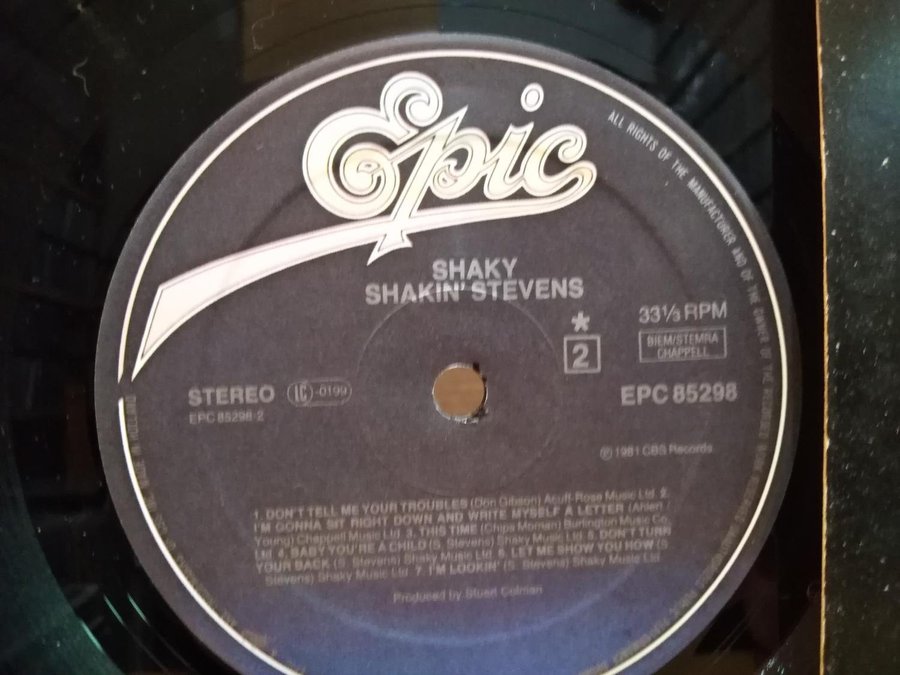 Epic
ALL RIGHTS OF THE MANUFACTURER AND OF THE OWNER OF THE RECORDED WORK RESERVED
SHAKY
SHAKIN' STEVENS
*
2
33⅓ RPM
BIEM/STEMRA
CHAPPELL
STEREO
IC -0199
EPC 85298-2
EPC 85298
℗ 1981 CBS Records
1. DON'T TELL ME YOUR TROUBLES (Don Gibson) Acuff-Rose Music Ltd. 2.
I'M GONNA SIT RIGHT DOWN AND WRITE MYSELF A LETTER (Ahlert /
Young) Chappell Music Ltd. 3. THIS TIME (Chips Moman) Burlington Music Co.
Ltd. 4. BABY YOU'RE A CHILD (S. Stevens) Shaky Music Ltd. 5. DON'T TURN
YOUR BACK (S. Stevens) Shaky Music Ltd. 6. LET ME SHOW YOU HOW (S.
Stevens) Shaky Music Ltd. 7. I'M LOOKIN' (S. Stevens) Shaky Music Ltd.
Produced by Stuart Colman